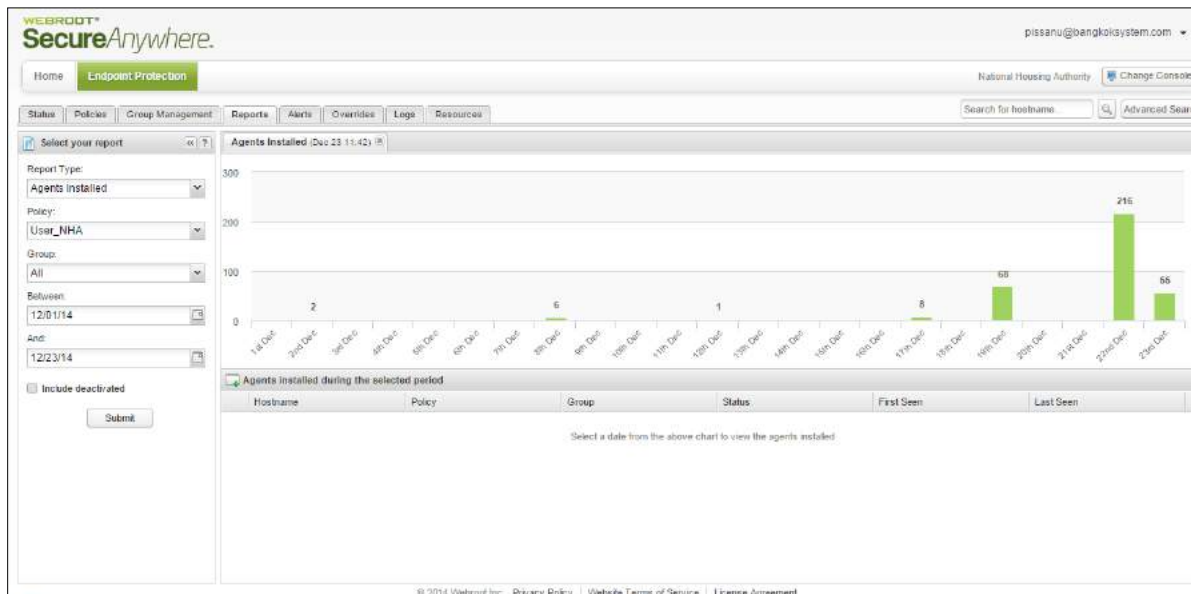 WEBROOT®
SecureAnywhere.
pissanu@bangkoksystem.com
Home
Endpoint Protection
National Housing Authority
Change Console
Status
Policies
Group Management
Reports
Alerts
Overrides
Logs
Resources
Search for hostname
Advanced Sear
Select your report
Agents Installed (Dec 23 11:42)
Report Type:
Agents Installed
Policy:
User_NHA
Group:
All
Between:
12/01/14
And:
12/23/14
Include deactivated
Submit
300
200
100
0
2
6
1
8
68
216
1st Dec
2nd Dec
3rd Dec
4th Dec
5th Dec
6th Dec
7th Dec
8th Dec
9th Dec
10th Dec
11th Dec
12th Dec
13th Dec
14th Dec
15th Dec
16th Dec
17th Dec
18th Dec
19th Dec
20th Dec
21st Dec
22nd Dec
23rd Dec
Agents installed during the selected period
Hostname
Policy
Group
Status
First Seen
Last Seen
Select a date from the above chart to view the agents installed
© 2014 Webroot Inc.
Privacy Policy
Website Terms of Service
License Agreement